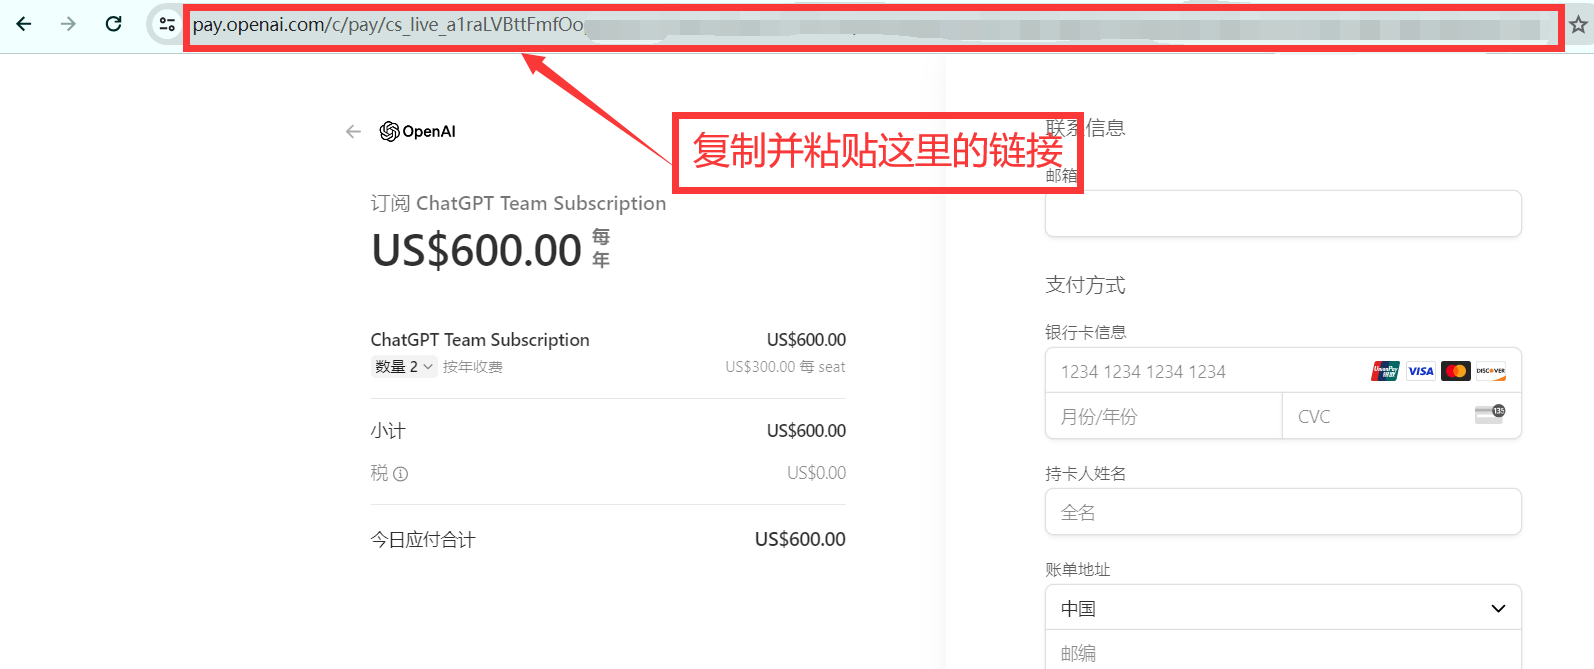 pay.openai.com/c/pay/cs_live_a1raLVBttFmfOo
复制并粘贴这里的链接
OpenAI
订阅 ChatGPT Team Subscription
US$600.00 每年
ChatGPT Team Subscription US$600.00
数量 2 按年收费 US$300.00 每 seat
小计 US$600.00
税 US$0.00
今日应付合计 US$600.00
联系信息
邮箱
支付方式
银行卡信息
1234 1234 1234 1234 UnionPay 银联 VISA DISCOVER
月份/年份 CVC 135
持卡人姓名
全名
账单地址
中国
邮编